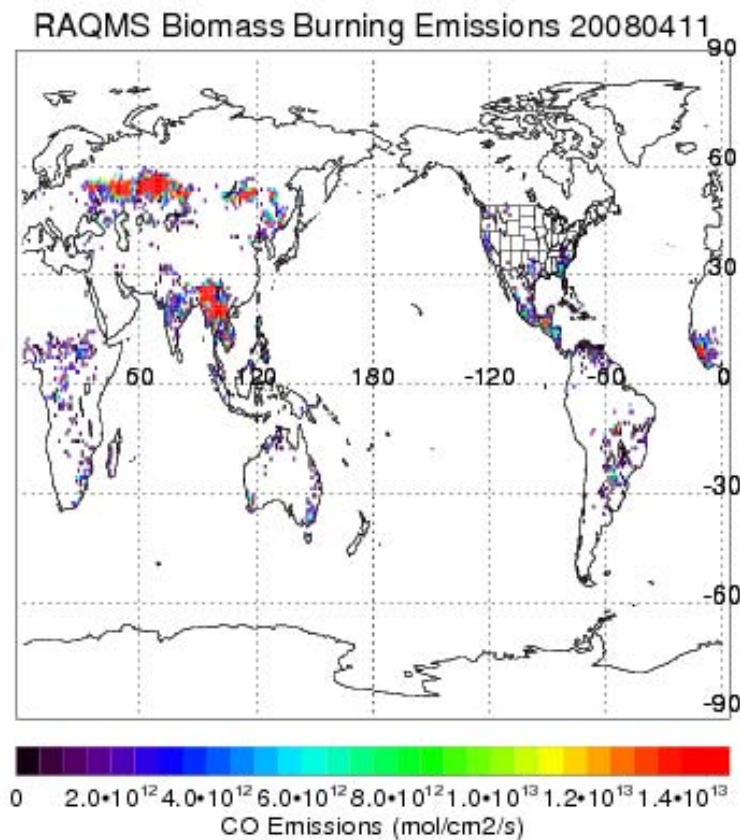 RAQMS Biomass Burning Emissions 20080411
90
60
30
60 120 180 -120 -60 0
-30
-60
-90
0 2.0•10¹² 4.0•10¹² 6.0•10¹² 8.0•10¹² 1.0•10¹³ 1.2•10¹³ 1.4•10¹³
CO Emissions (mol/cm2/s)